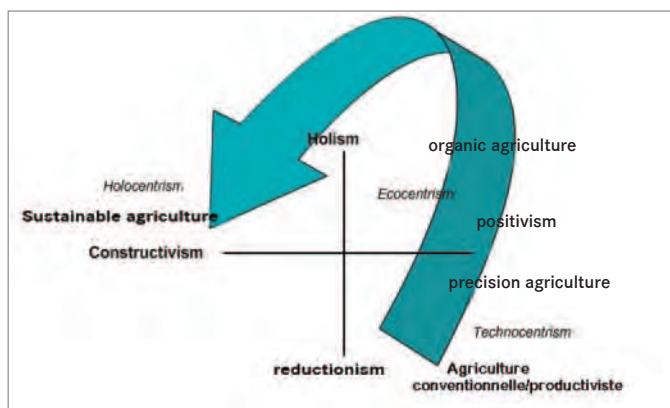 Holism
organic agriculture
Holocentrism
Ecocentrism
Sustainable agriculture
positivism
Constructivism
precision agriculture
Technocentrism
reductionism
Agriculture
conventionnelle/productiviste